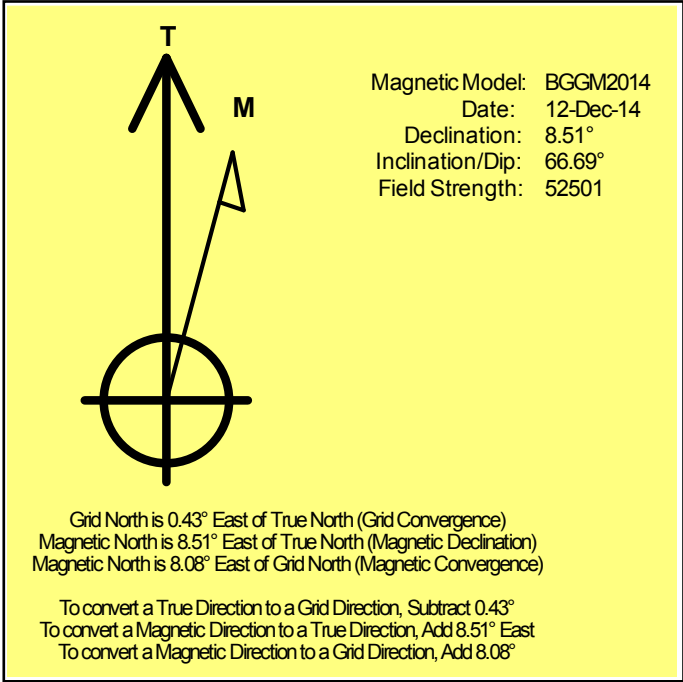 T
M
Magnetic Model: BGGM2014
Date: 12-Dec-14
Declination: 8.51°
Inclination/Dip: 66.69°
Field Strength: 52501
Grid North is 0.43° East of True North (Grid Convergence)
Magnetic North is 8.51° East of True North (Magnetic Declination)
Magnetic North is 8.08° East of Grid North (Magnetic Convergence)
To convert a True Direction to a Grid Direction, Subtract 0.43°
To convert a Magnetic Direction to a True Direction, Add 8.51° East
To convert a Magnetic Direction to a Grid Direction, Add 8.08°